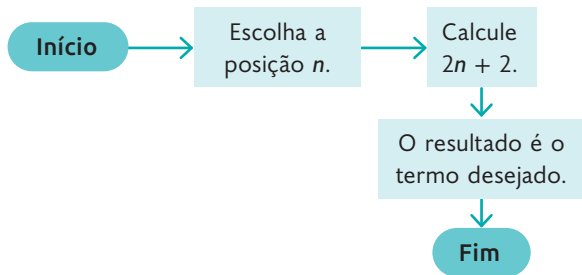 Início
Escolha a
posição n.
Calcule
2n + 2.
O resultado é o
termo desejado.
Fim